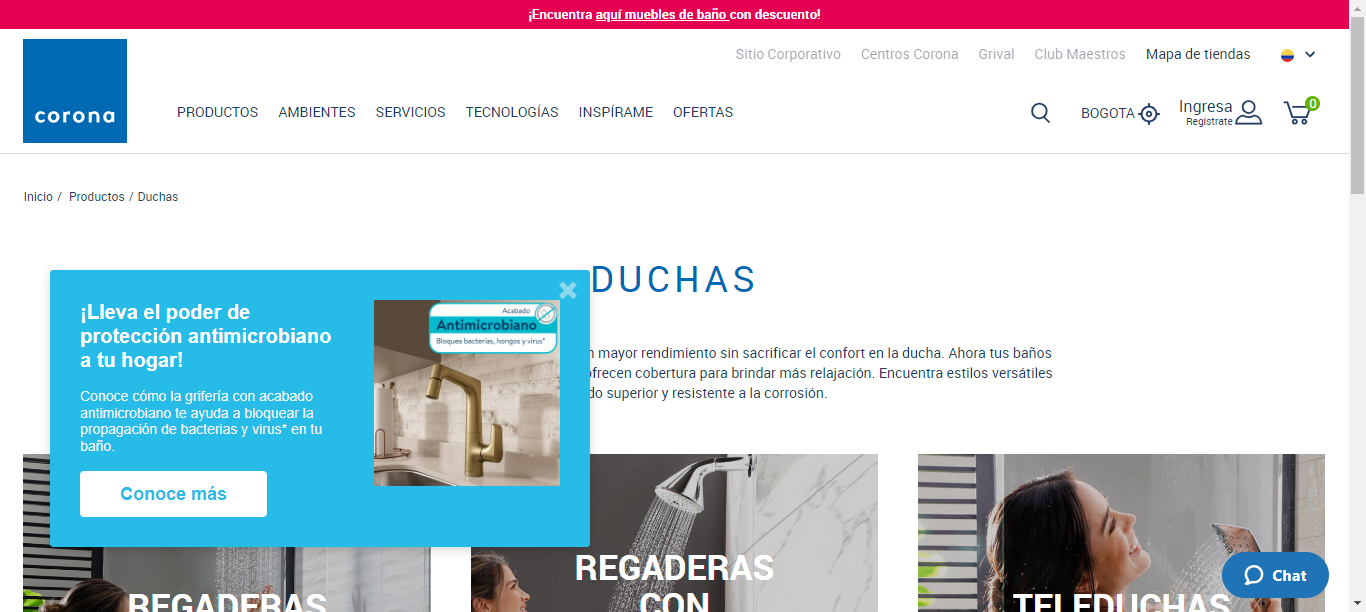 ¡Encuentra aquí muebles de baño con descuento!
Sitio Corporativo Centros Corona Grival Club Maestros Mapa de tiendas
corona
PRODUCTOS AMBIENTES SERVICIOS TECNOLOGÍAS INSPÍRAME OFERTAS
BOGOTA
Ingresa
Regístrate
0
Inicio / Productos / Duchas
DUCHAS
¡Lleva el poder de
protección antimicrobiano
a tu hogar!
Conoce cómo la grifería con acabado
antimicrobiano te ayuda a bloquear la
propagación de bacterias y virus* en tu
baño.
Conoce más
Acabado
Antimicrobiano
Bloquea bacterias, hongos y virus*
mayor rendimiento sin sacrificar el confort en la ducha. Ahora tus baños
ofrecen cobertura para brindar más relajación. Encuentra estilos versátiles
superior y resistente a la corrosión.
REGADERAS
REGADERAS
CON
TELEDUCHAS
Chat